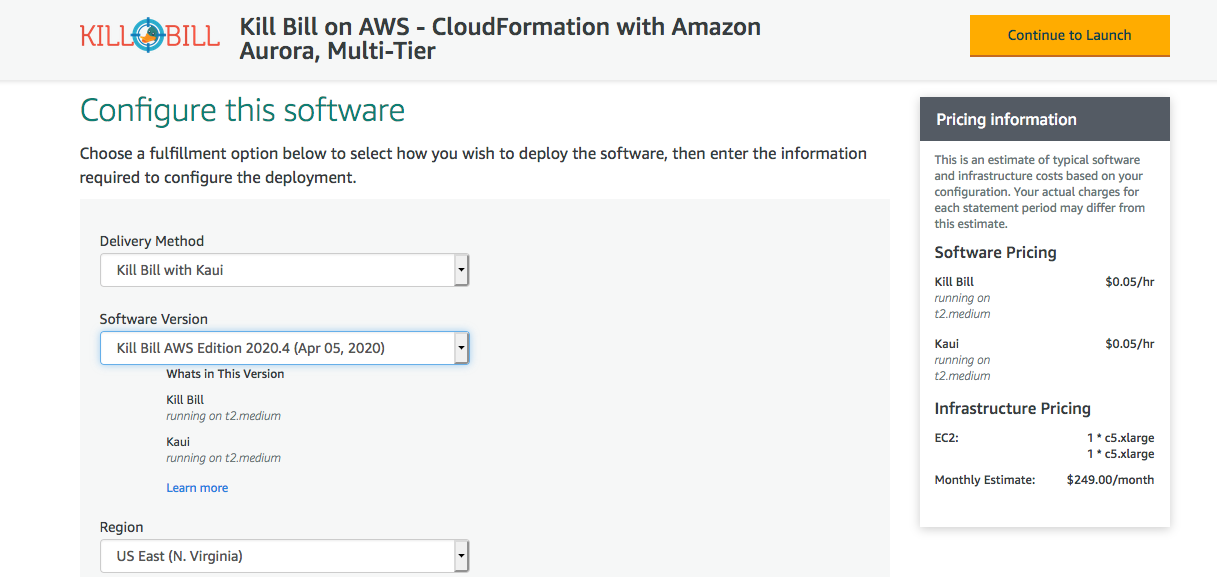 KILL BILL
Kill Bill on AWS - CloudFormation with Amazon
Aurora, Multi-Tier
Continue to Launch
Configure this software
Choose a fulfillment option below to select how you wish to deploy the software, then enter the information
required to configure the deployment.
Delivery Method
Kill Bill with Kaui
Software Version
Kill Bill AWS Edition 2020.4 (Apr 05, 2020)
Whats in This Version
Kill Bill
running on t2.medium
Kaui
running on t2.medium
Learn more
Region
US East (N. Virginia)
Pricing information
This is an estimate of typical software
and infrastructure costs based on your
configuration. Your actual charges for
each statement period may differ from
this estimate.
Software Pricing
Kill Bill $0.05/hr
running on
t2.medium
Kaui $0.05/hr
running on
t2.medium
Infrastructure Pricing
EC2: 1 * c5.xlarge
1 * c5.xlarge
Monthly Estimate: $249.00/month